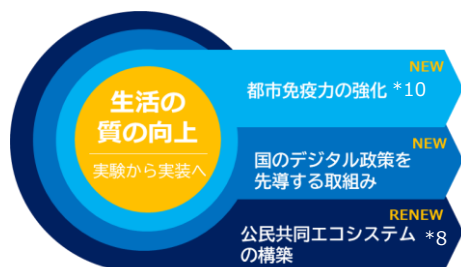 生活の
質の向上
実験から実装へ
NEW
都市免疫力の強化 *10
NEW
国のデジタル政策を
先導する取組み
RENEW
公民共同エコシステム *8
の構築